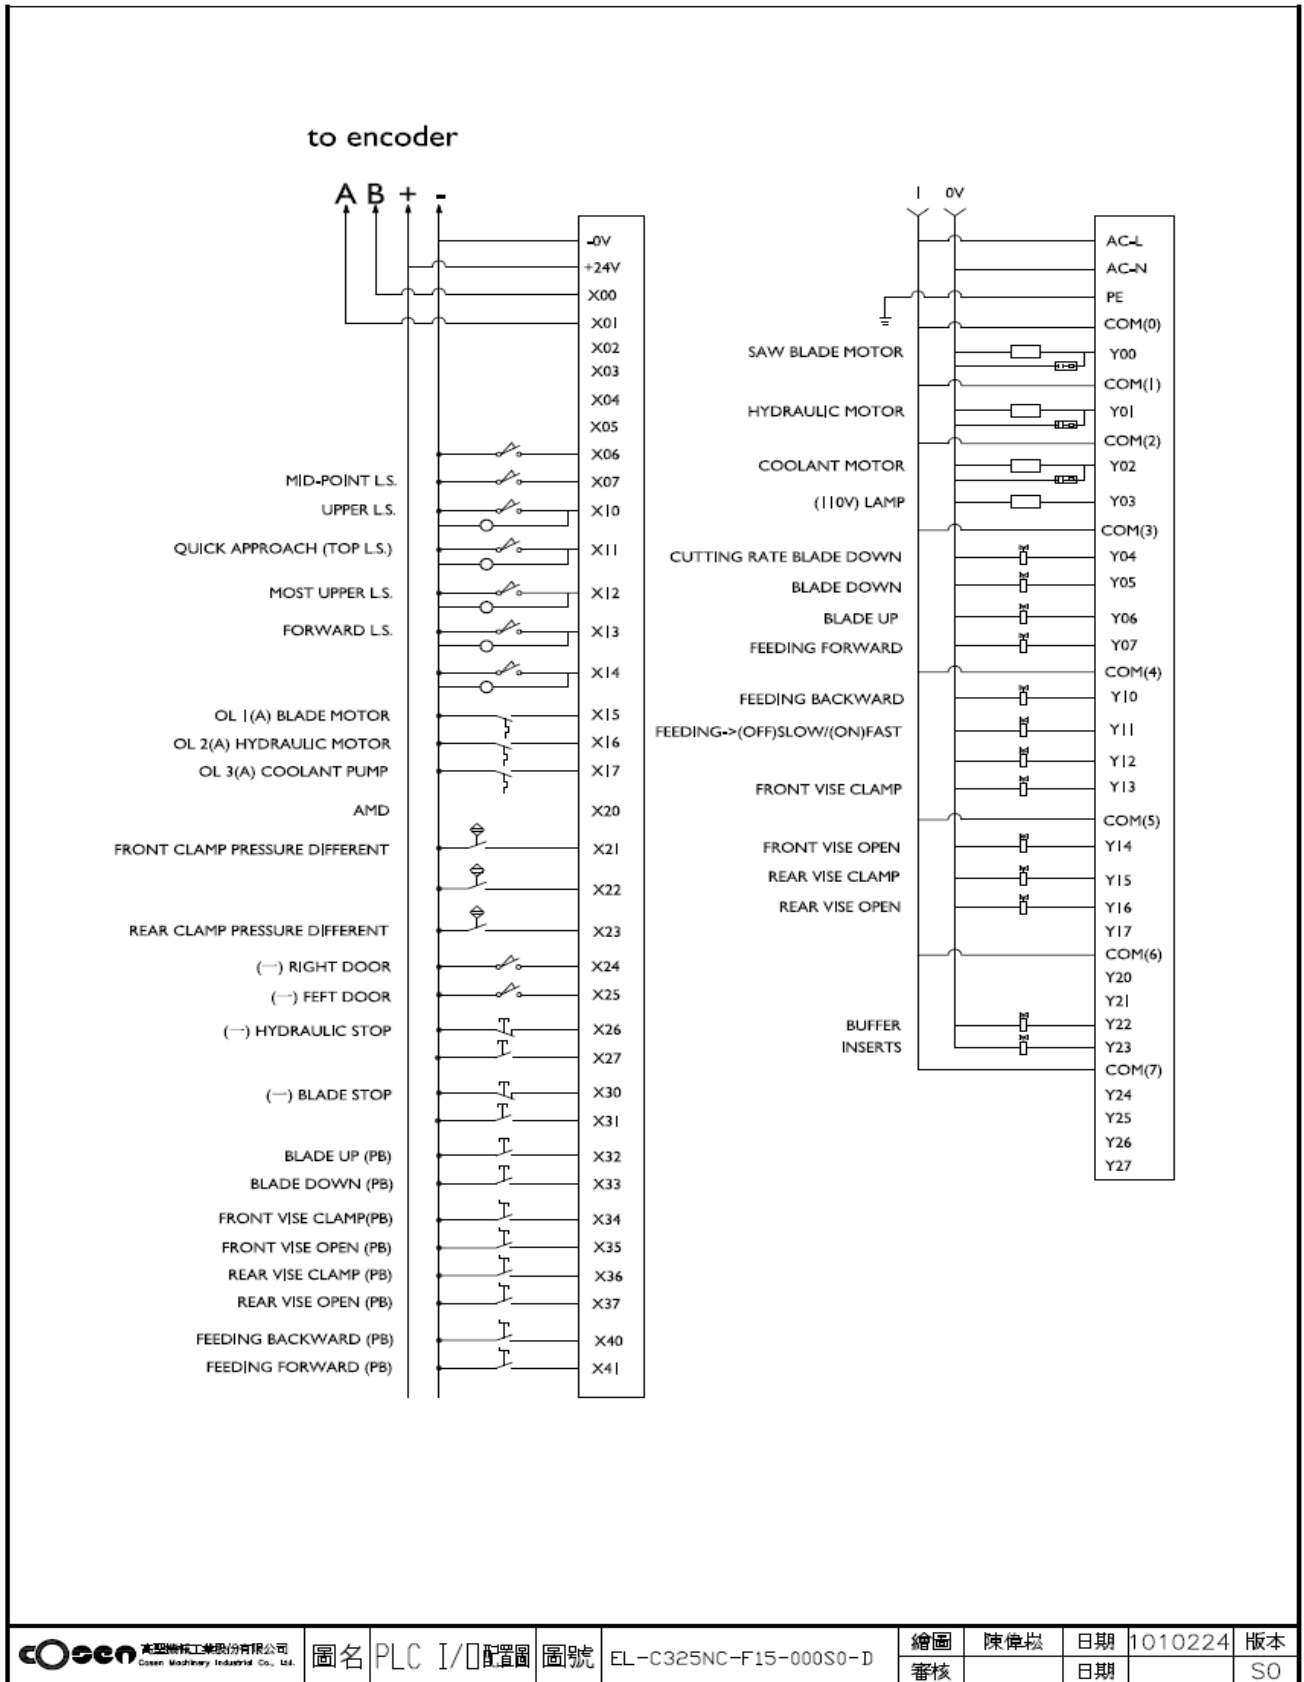 to encoder
A B + -
-0V
+24V
X00
X01
X02
X03
X04
X05
X06
MID-POINT L.S. X07
UPPER L.S. X10
QUICK APPROACH (TOP L.S.) X11
MOST UPPER L.S. X12
FORWARD L.S. X13
X14
OL 1(A) BLADE MOTOR X15
OL 2(A) HYDRAULIC MOTOR X16
OL 3(A) COOLANT PUMP X17
AMD X20
FRONT CLAMP PRESSURE DIFFERENT X21
X22
REAR CLAMP PRESSURE DIFFERENT X23
(一) RIGHT DOOR X24
(一) FEFT DOOR X25
(一) HYDRAULIC STOP X26
X27
(一) BLADE STOP X30
X31
BLADE UP (PB) X32
BLADE DOWN (PB) X33
FRONT VISE CLAMP(PB) X34
FRONT VISE OPEN (PB) X35
REAR VISE CLAMP (PB) X36
REAR VISE OPEN (PB) X37
FEEDING BACKWARD (PB) X40
FEEDING FORWARD (PB) X41
1 0V
AC-L
AC-N
PE
COM(0)
SAW BLADE MOTOR Y00
COM(1)
HYDRAULIC MOTOR Y01
COM(2)
COOLANT MOTOR Y02
(110V) LAMP Y03
COM(3)
CUTTING RATE BLADE DOWN Y04
BLADE DOWN Y05
BLADE UP Y06
FEEDING FORWARD Y07
COM(4)
FEEDING BACKWARD Y10
FEEDING->(OFF)SLOW/(ON)FAST Y11
Y12
FRONT VISE CLAMP Y13
COM(5)
FRONT VISE OPEN Y14
REAR VISE CLAMP Y15
REAR VISE OPEN Y16
Y17
COM(6)
Y20
Y21
BUFFER Y22
INSERTS Y23
COM(7)
Y24
Y25
Y26
Y27
COSEN 高聖機械工業股份有限公司
Cosen Machinery Industrial Co., Ltd.
圖名 PLC I/O配置圖 圖號 EL-C325NC-F15-000S0-D
繪圖 陳偉崧 日期 1010224 版本
審核 日期 S0